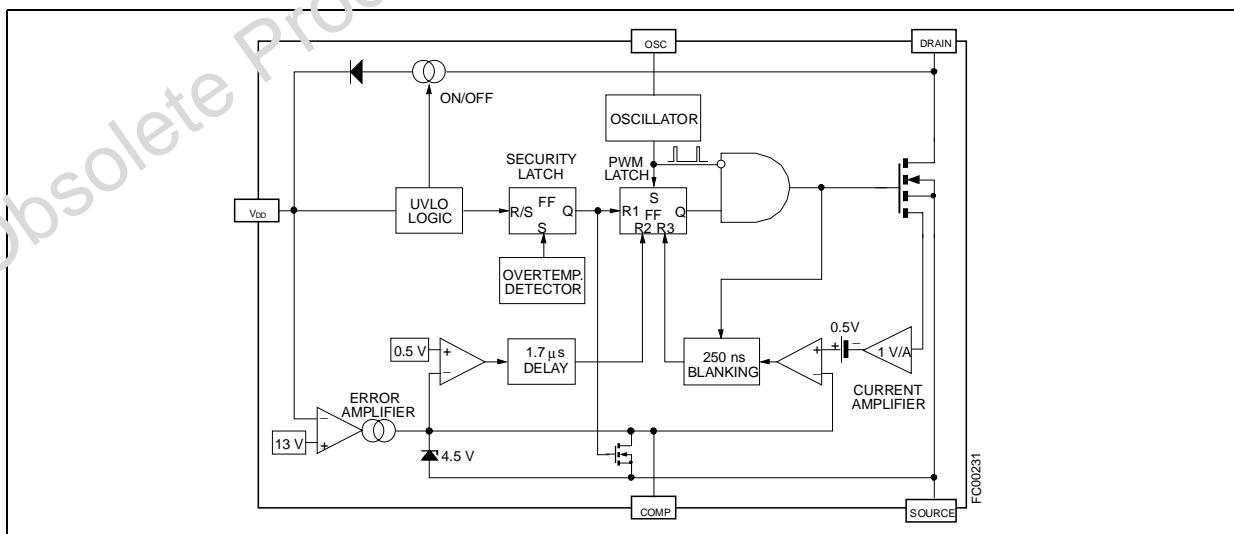 Obsolete Produ
OSC
DRAIN
ON/OFF
OSCILLATOR
SECURITY
LATCH
PWM
LATCH
VDD
UVLO
LOGIC
R/S
FF
Q
S
R1
S
FF
Q
R2 R3
OVERTEMP.
DETECTOR
0.5 V
+
−
1.7 μs
DELAY
250 ns
BLANKING
+
−
0.5V
+
−
1 V/A
CURRENT
AMPLIFIER
ERROR
AMPLIFIER
13 V
−
+
4.5 V
COMP
SOURCE
FC00231